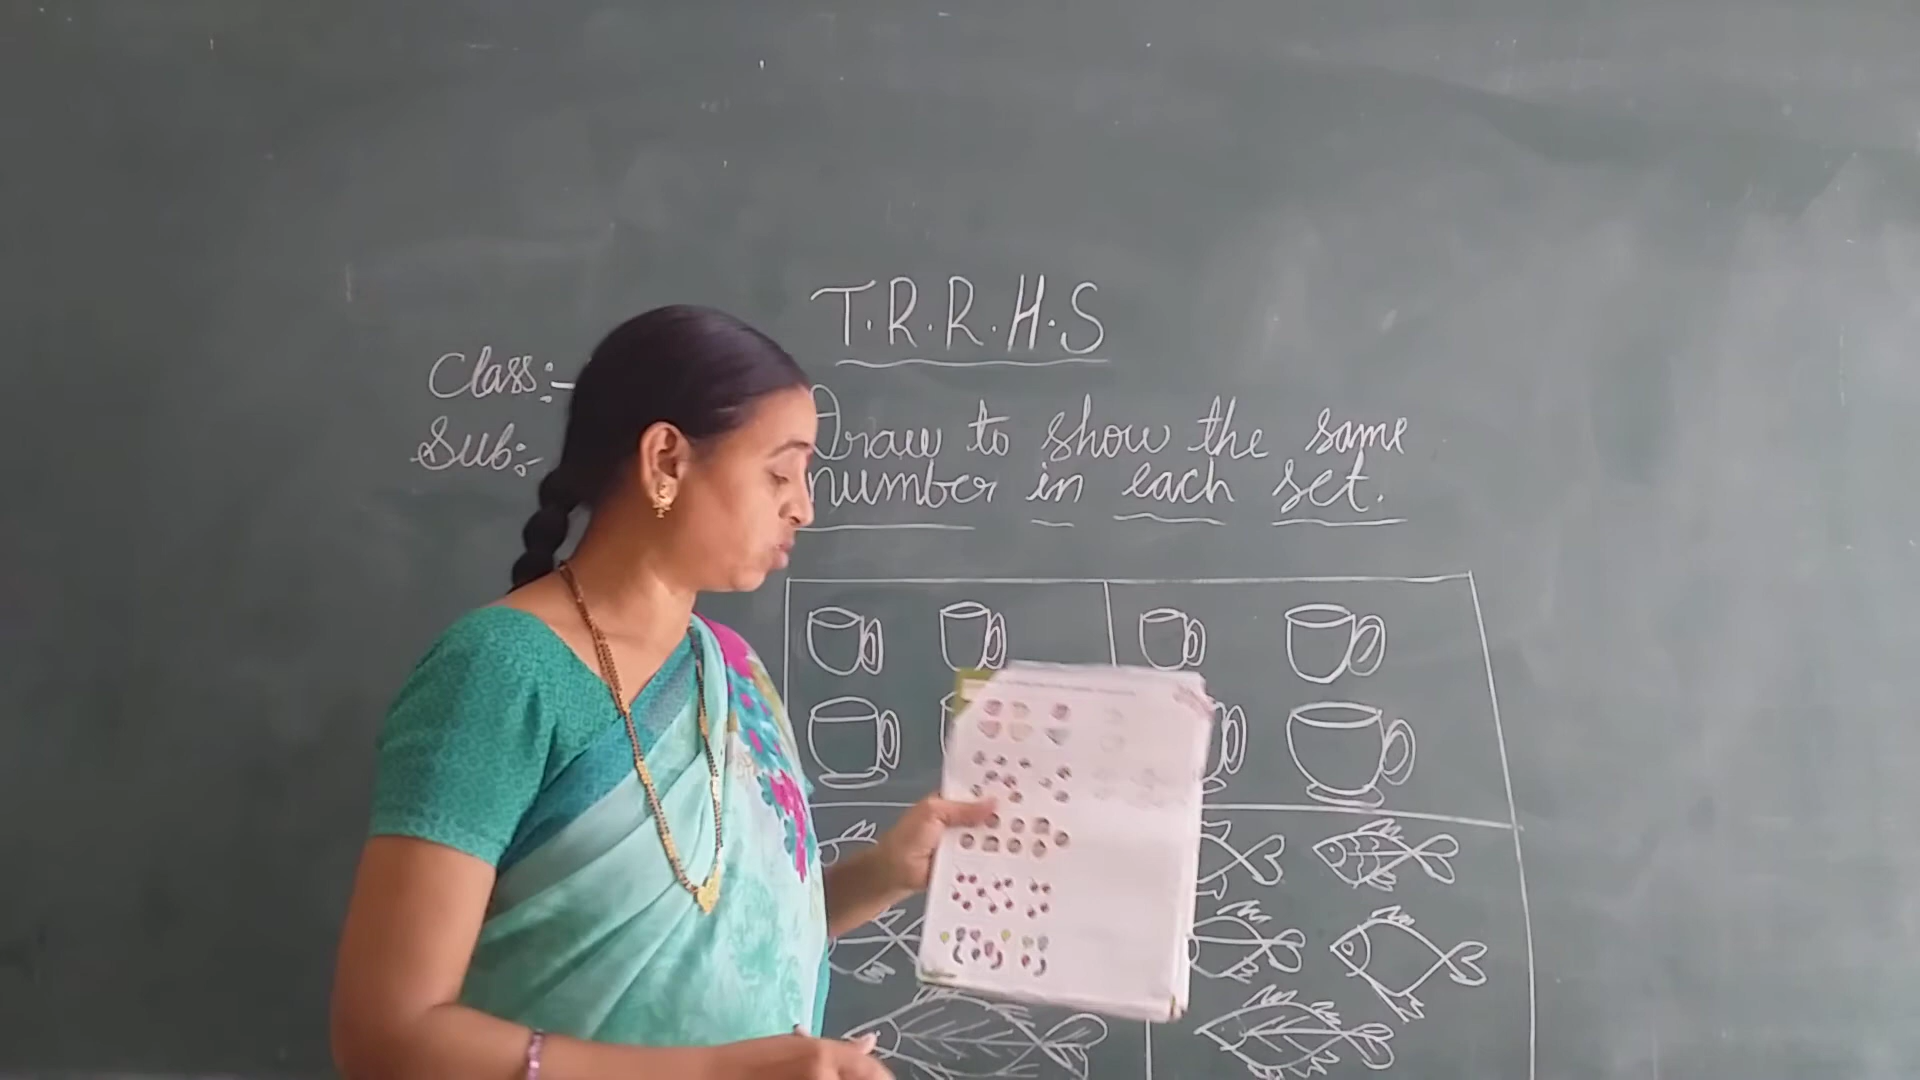 T.R.R.H.S
Class:-
Sub:-
Draw to show the same
number in each set.